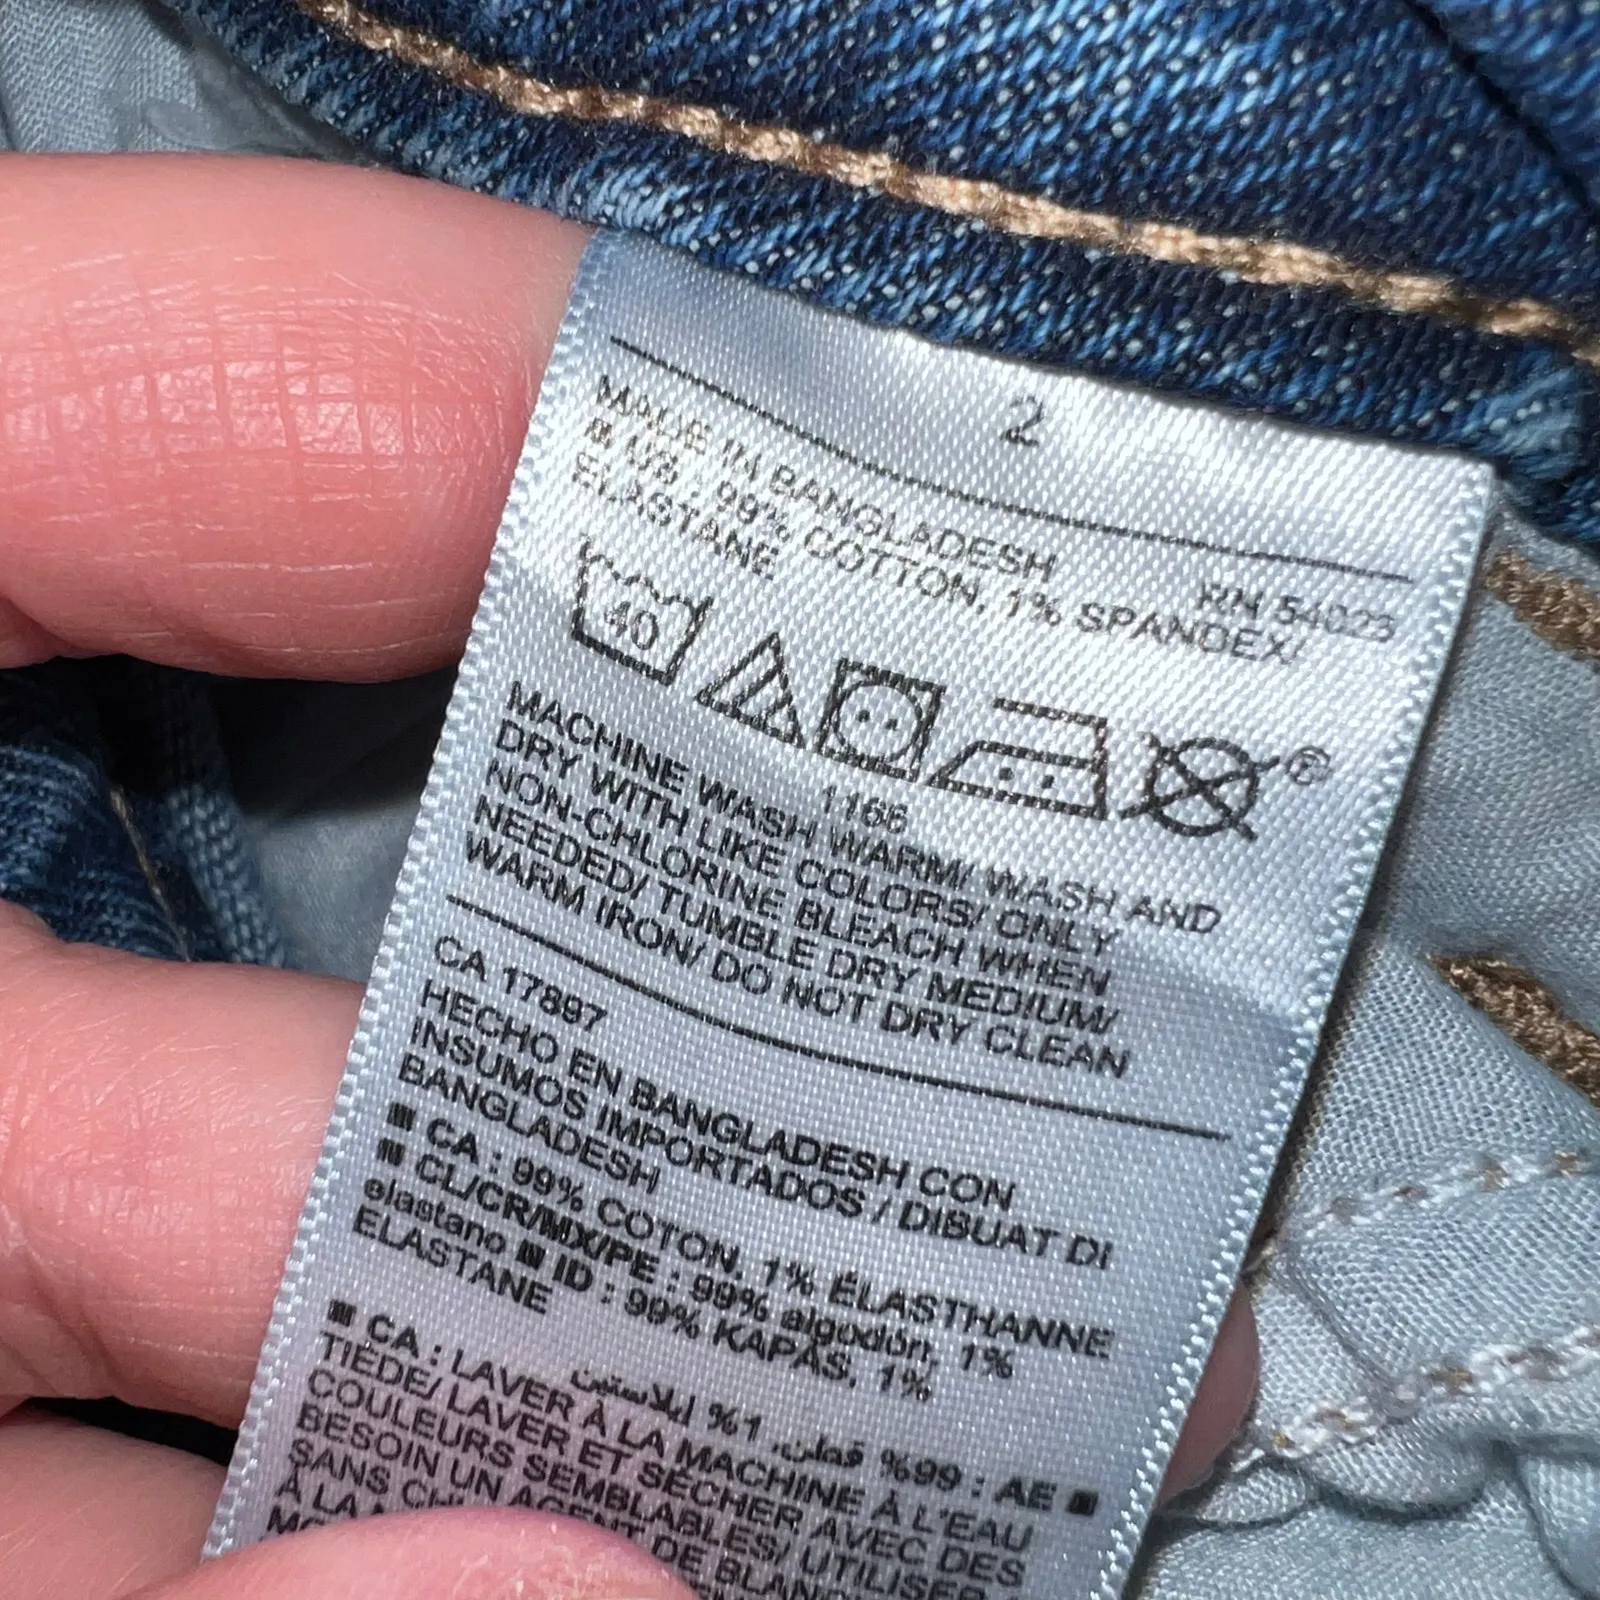 2
MADE IN BANGLADESH RN 54023
■ US : 99% COTTON, 1% SPANDEX/
ELASTANE
40
®
1166
MACHINE WASH WARM/ WASH AND
DRY WITH LIKE COLORS/ ONLY
NON-CHLORINE BLEACH WHEN
NEEDED/ TUMBLE DRY MEDIUM/
WARM IRON/ DO NOT DRY CLEAN
CA 17897
HECHO EN BANGLADESH CON
INSUMOS IMPORTADOS / DIBUAT DI
BANGLADESH
■ CA : 99% COTON, 1% ÉLASTHANNE
■ CL/CR/MX/PE : 99% algodón, 1%
elastano ■ ID : 99% KAPAS, 1%
ELASTANE
■ AE : 99% قطن، 1% إيلاستين
■ CA : LAVER À LA MACHINE À L'EAU
TIÈDE/ LAVER ET SÉCHER AVEC DES
COULEURS SEMBLABLES/ UTILISER
BESOIN UN AGENT DE
SANS
À LA